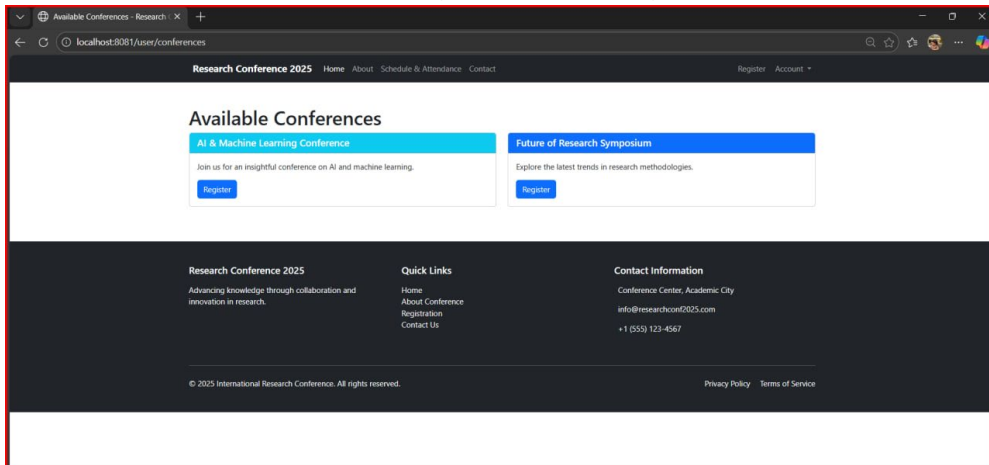 Available Conferences - Research C
localhost:8081/user/conferences
Research Conference 2025 Home About Schedule & Attendance Contact Register Account
Available Conferences
AI & Machine Learning Conference
Join us for an insightful conference on AI and machine learning.
Register
Future of Research Symposium
Explore the latest trends in research methodologies.
Register
Research Conference 2025
Advancing knowledge through collaboration and
innovation in research.
Quick Links
Home
About Conference
Registration
Contact Us
Contact Information
Conference Center, Academic City
info@researchconf2025.com
+1 (555) 123-4567
© 2025 International Research Conference. All rights reserved.
Privacy Policy Terms of Service